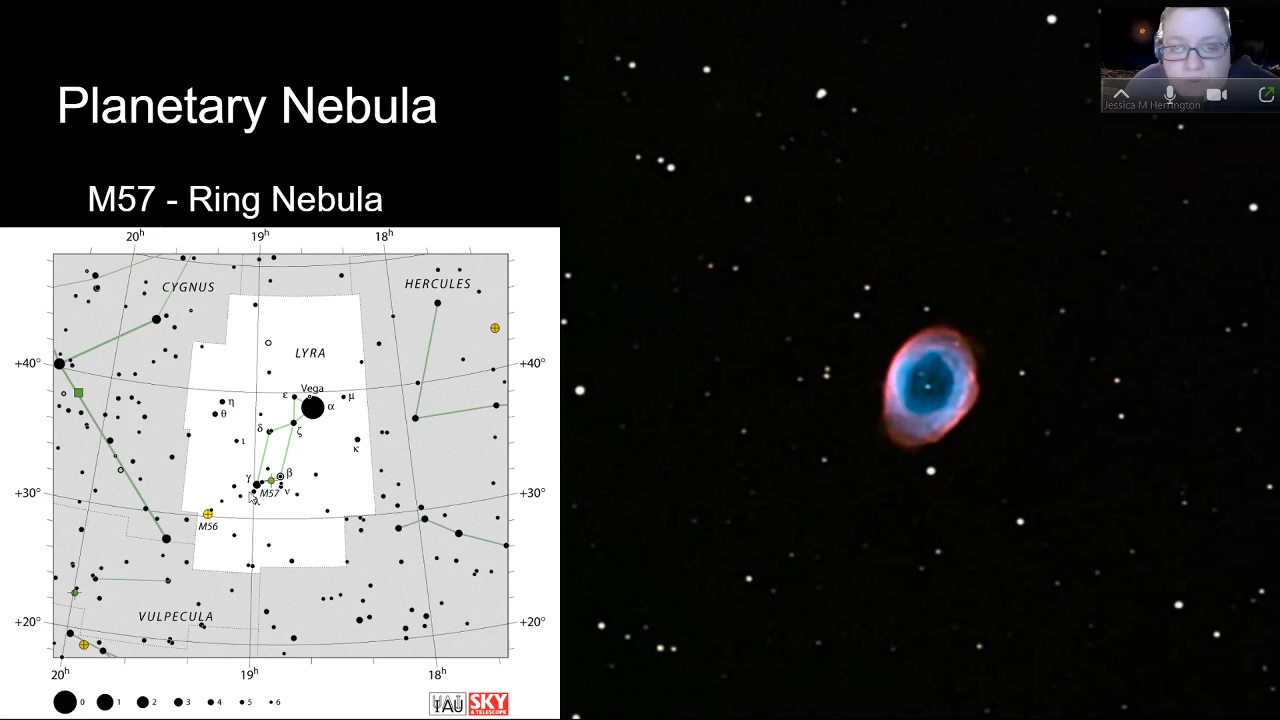 Planetary Nebula
M57 - Ring Nebula
20h 19h 18h
CYGNUS
HERCULES
+40° +40°
LYRA
Vega
ε α μ
η
θ
δ ζ
ι κ
γ β
M57 ν
λ
+30° +30°
M56
VULPECULA
+20° +20°
20h 19h 18h
0 1 2 3 4 5 6
IAU SKY
& TELESCOPE
Jessica M Herrington